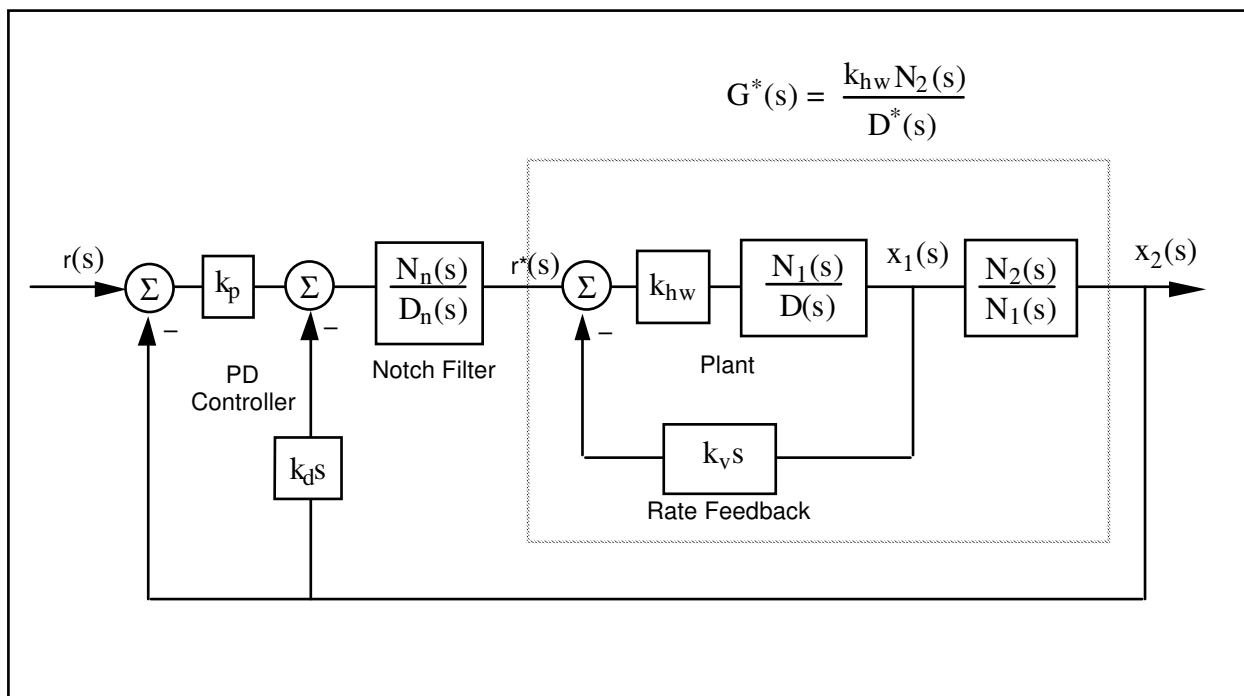 G*(s) = k_hw N_2(s) / D*(s)
r(s)
Σ
–
k_p
Σ
–
N_n(s) / D_n(s)
r*(s)
Σ
–
k_hw
N_1(s) / D(s)
x_1(s)
N_2(s) / N_1(s)
x_2(s)
Notch Filter
Plant
PD
Controller
k_d s
k_v s
Rate Feedback